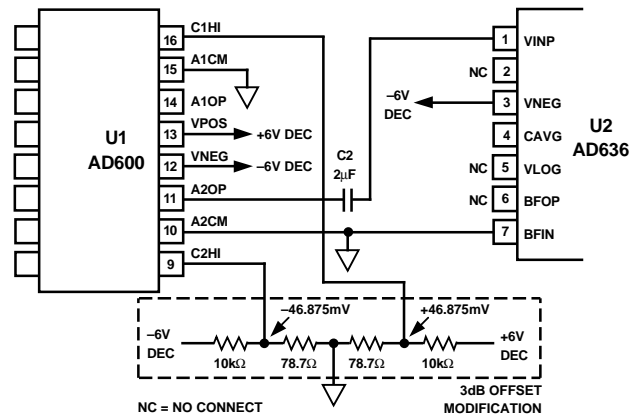 16 C1HI
15 A1CM
14 A1OP
13 VPOS
+6V DEC
12 VNEG
–6V DEC
11 A2OP
10 A2CM
9 C2HI
U1
AD600
C2
2μF
1 VINP
NC 2
–6V
DEC
3 VNEG
4 CAVG
NC 5 VLOG
NC 6 BFOP
7 BFIN
U2
AD636
–46.875mV
+46.875mV
–6V
DEC
10kΩ
78.7Ω
78.7Ω
10kΩ
+6V
DEC
NC = NO CONNECT
3dB OFFSET
MODIFICATION